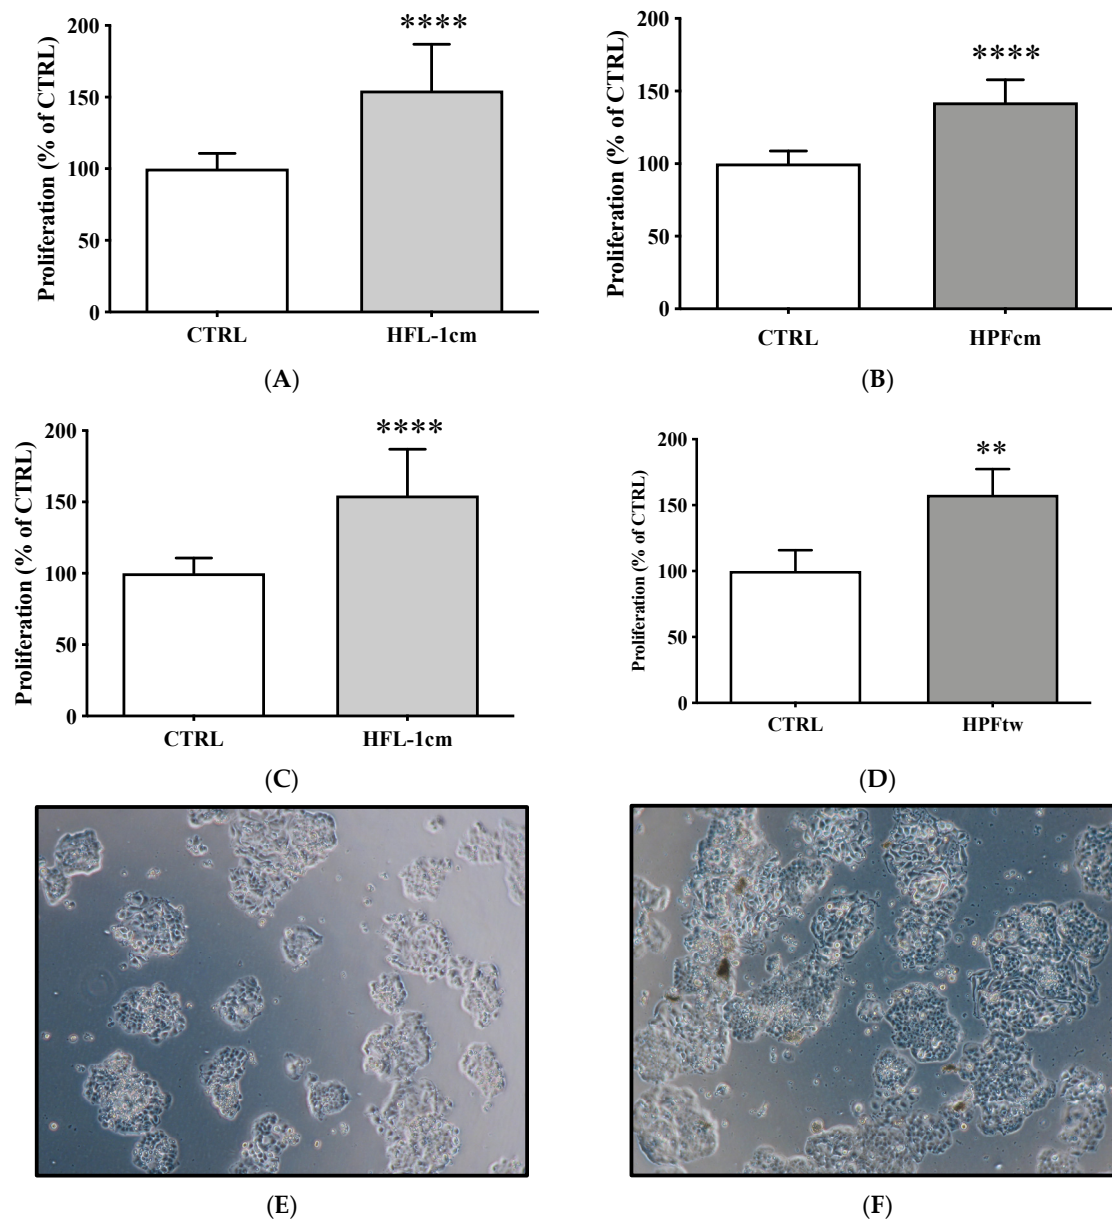 Proliferation (% of CTRL)
200
150
100
50
0
****
CTRL
HFL-1cm
(A)
Proliferation (% of CTRL)
200
150
100
50
0
****
CTRL
HPFcm
(B)
Proliferation (% of CTRL)
200
150
100
50
0
****
CTRL
HFL-1cm
(C)
Proliferation (% of CTRL)
200
150
100
50
0
**
CTRL
HPFtw
(D)
(E)
(F)